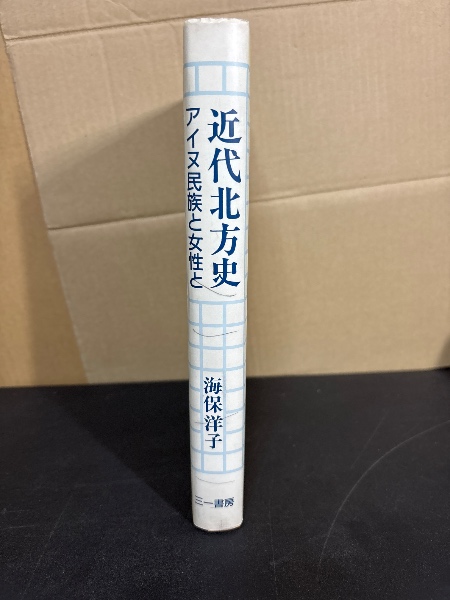 近代北方史
アイヌ民族と女性と
海保洋子
三一書房